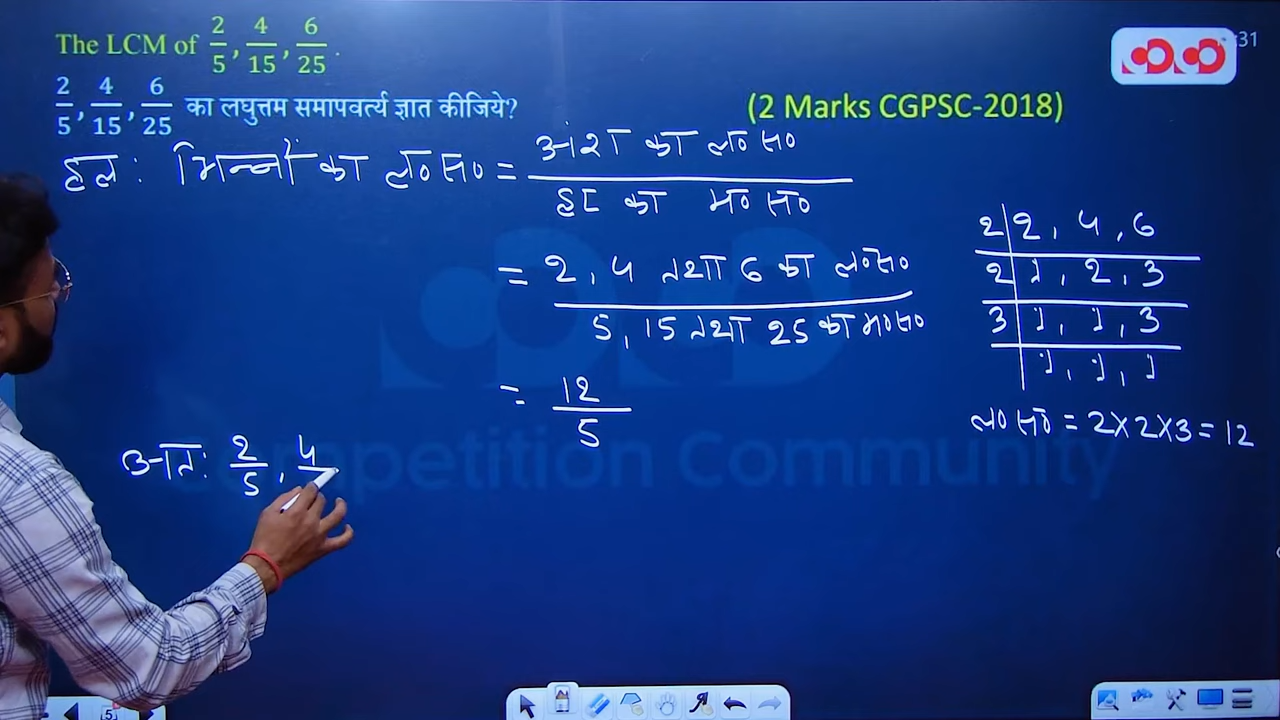 The LCM of 2/5, 4/15, 6/25 .
2/5, 4/15, 6/25 का लघुत्तम समापवर्त्य ज्ञात कीजिये?
(2 Marks CGPSC-2018)
31
हल : भिन्नों का ल० स० = अंश का ल० स० / हर का म० स०
= 2, 4 तथा 6 का ल०स० / 5, 15 तथा 25 का म०स०
= 12/5
2 | 2, 4, 6
2 | 1, 2, 3
3 | 1, 1, 3
1, 1, 1
ल० स० = 2×2×3 = 12
अतः 2/5, 4
Competition Community
5